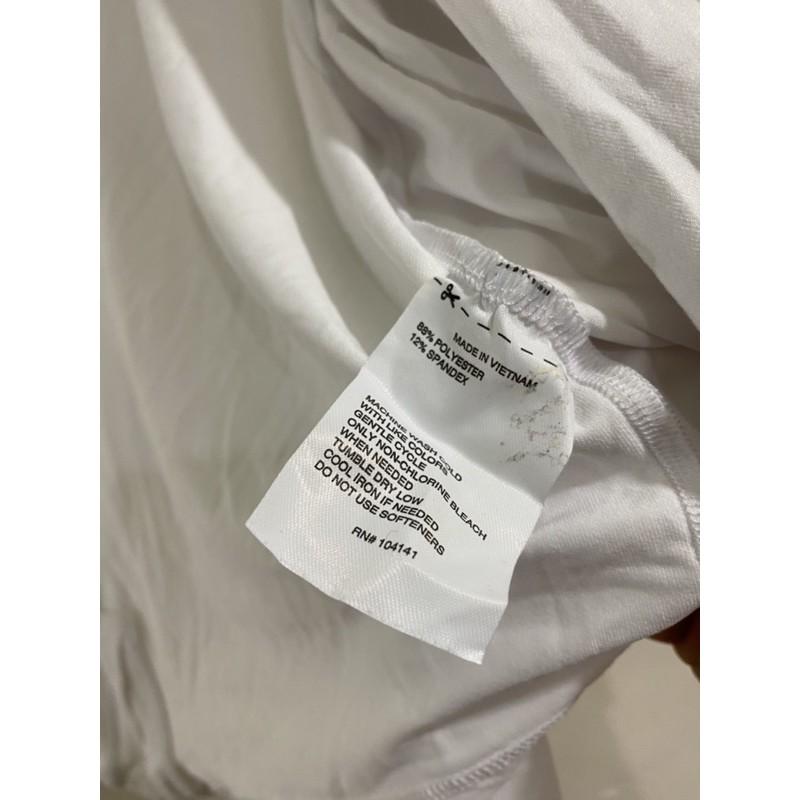 MADE IN VIETNAM
88% POLYESTER
12% SPANDEX
MACHINE WASH COLD
WITH LIKE COLORS
GENTLE CYCLE
ONLY NON-CHLORINE BLEACH
WHEN NEEDED
TUMBLE DRY LOW
COOL IRON IF NEEDED
DO NOT USE SOFTENERS
RN# 104141